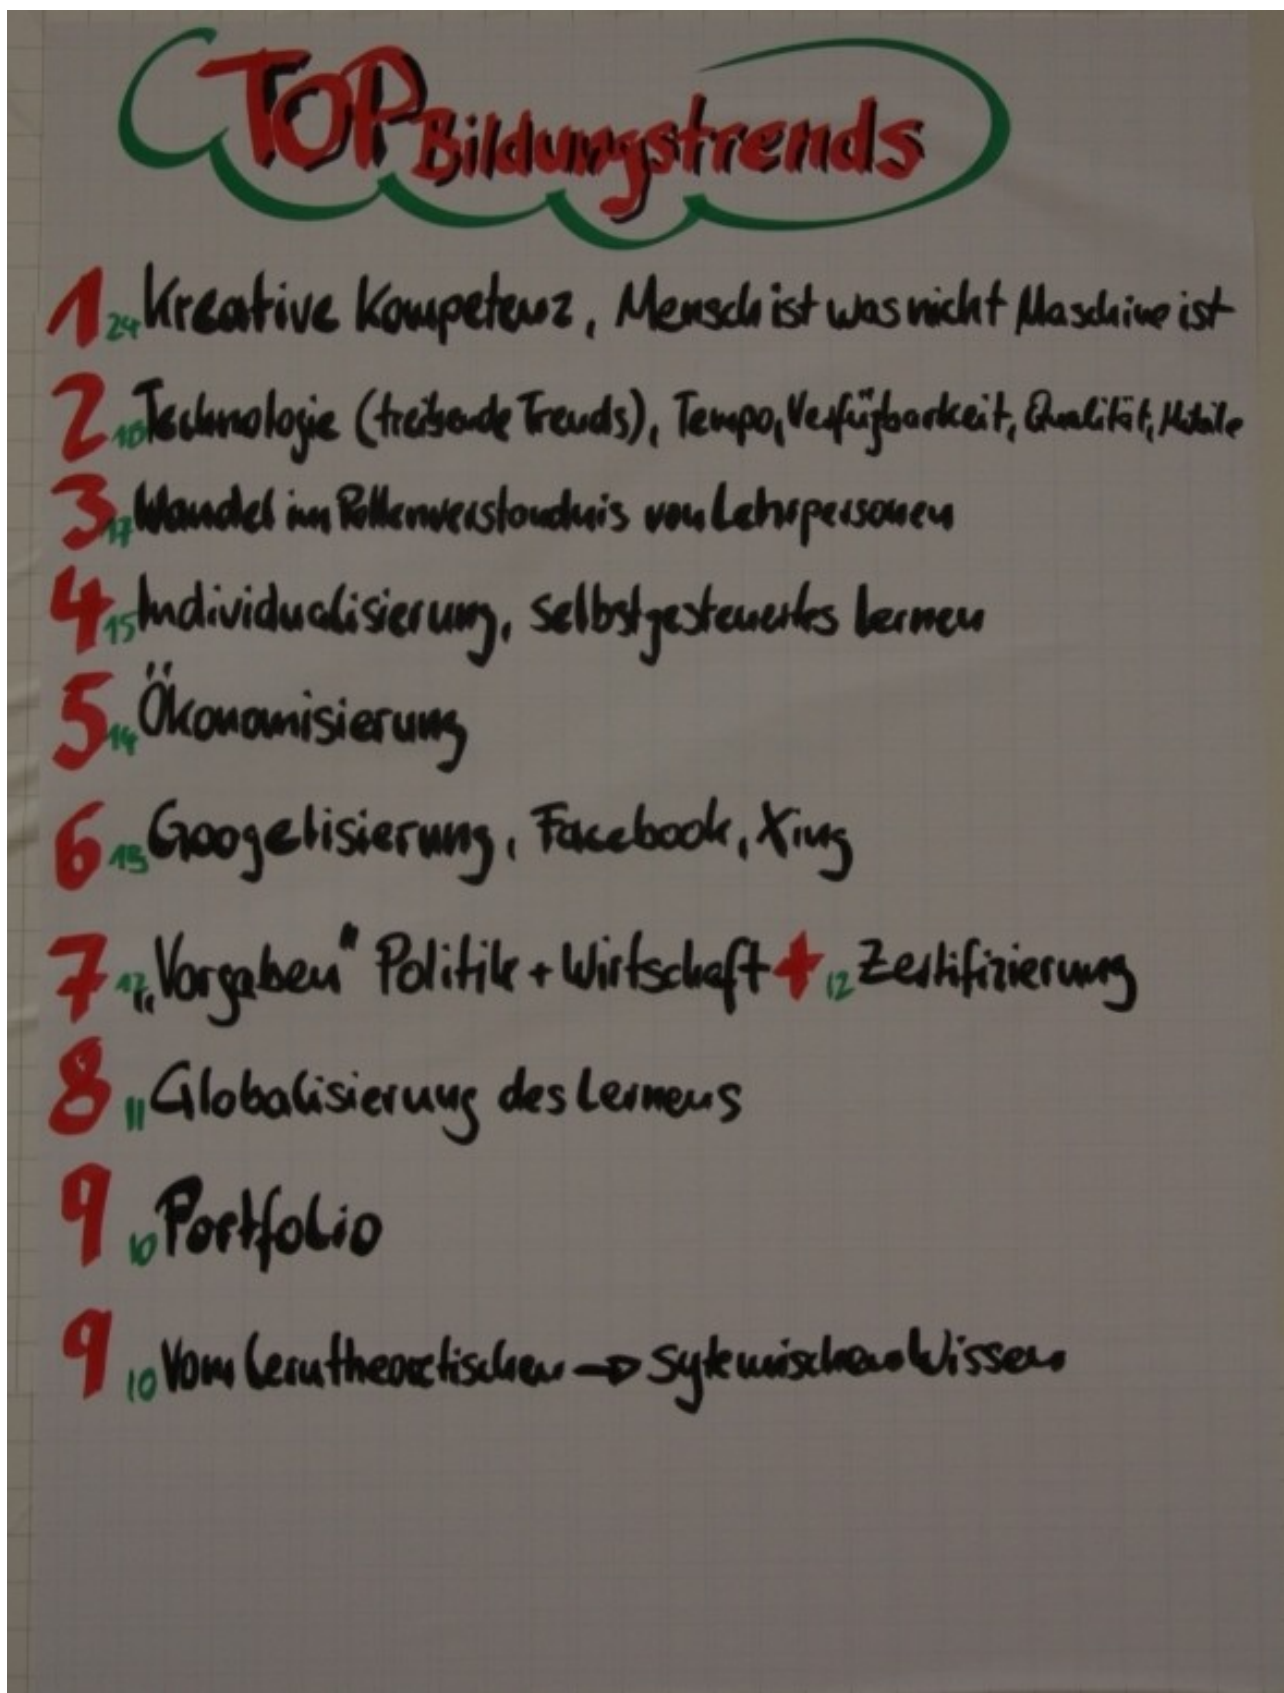 TOP Bildungstrends
1 24 Kreative Kompetenz, Mensch ist was nicht Maschine ist
2 18 Technologie (treibende Trends), Tempo, Verfügbarkeit, Qualität, Mobile
3 17 Wandel im Rollenverständnis von Lehrpersonen
4 15 Individualisierung, selbstgesteuertes Lernen
5 14 Ökonomisierung
6 13 Googelisierung, Facebook, Xing
7 12 „Vorgaben" Politik + Wirtschaft + 12 Zertifizierung
8 11 Globalisierung des Lernens
9 10 Portfolio
9 10 Vom lerntheoretischen → sytemischen Wissen